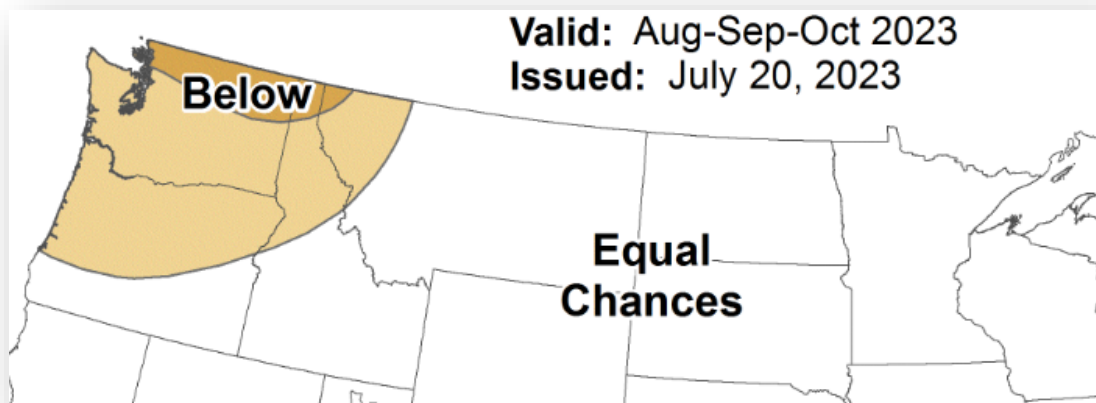 Valid: Aug-Sep-Oct 2023
Issued: July 20, 2023
Below
Equal
Chances